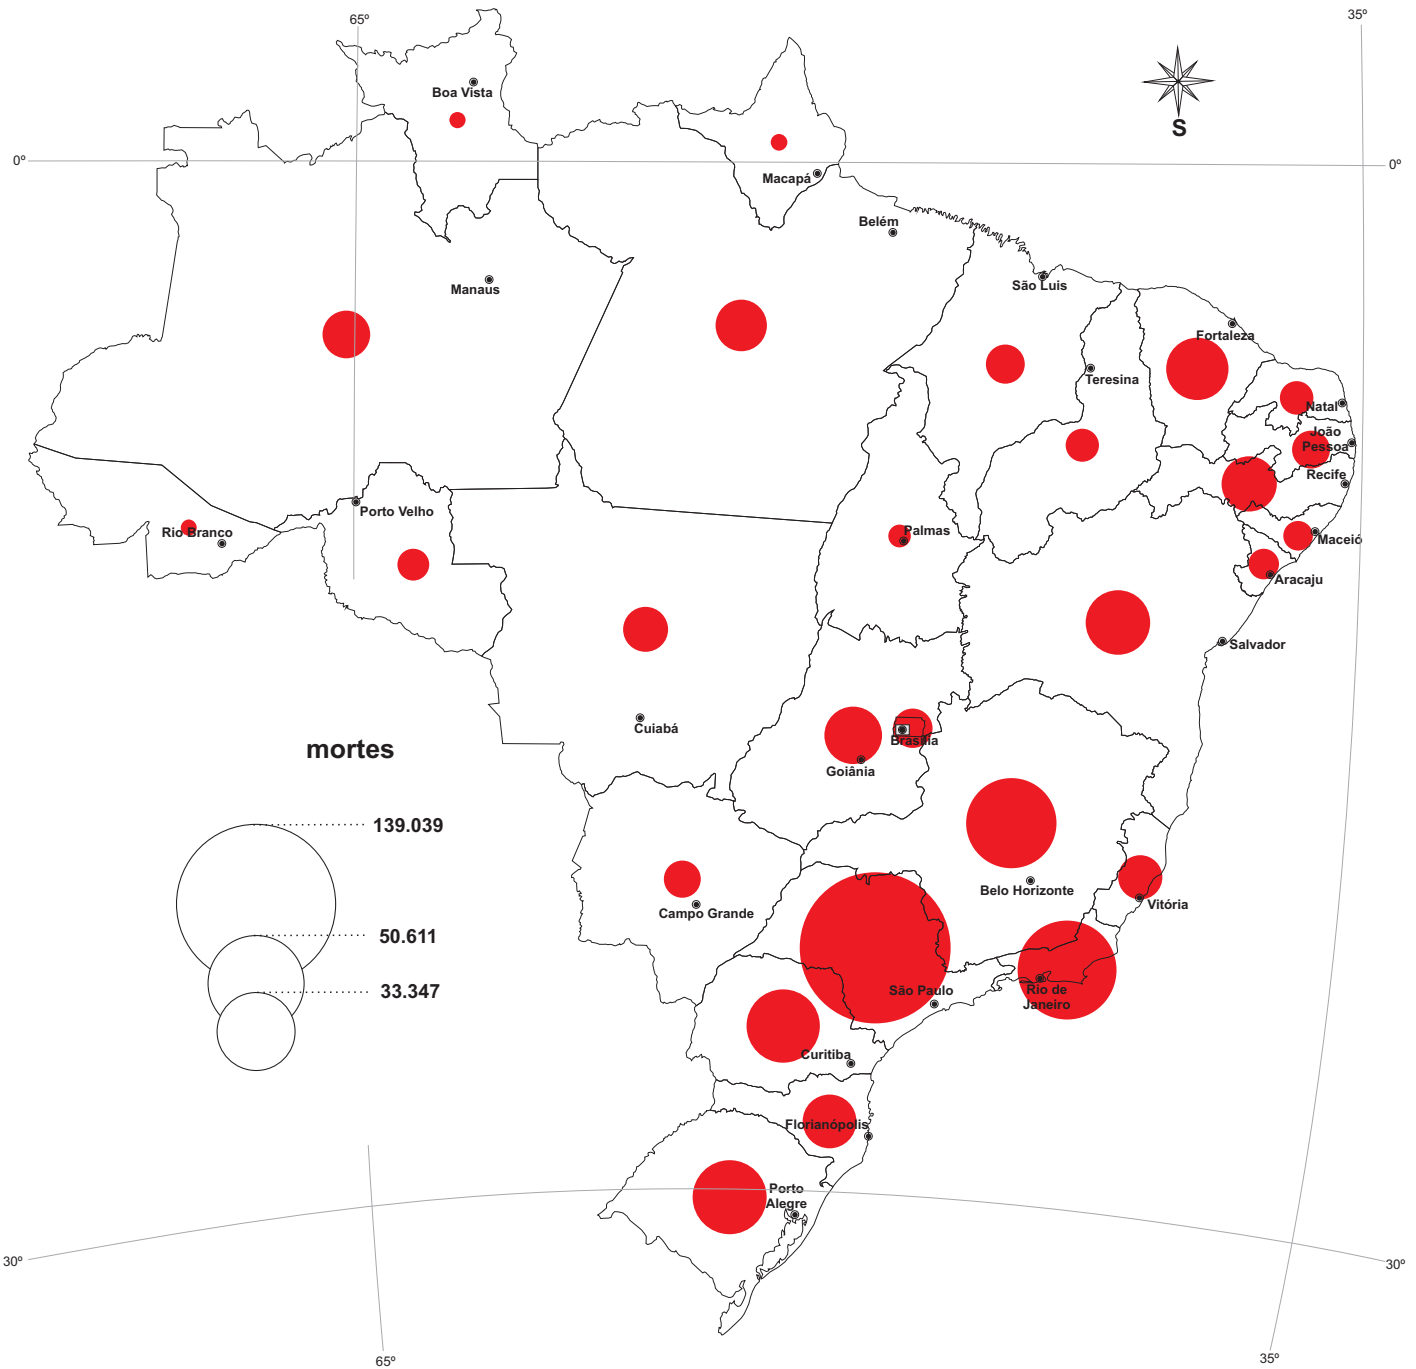 65º
35º
Boa Vista
S
0º
0º
Macapá
Belém
Manaus
São Luis
Fortaleza
Teresina
Natal
João
Pessoa
Recife
Porto Velho
Rio Branco
Palmas
Maceió
Aracaju
Salvador
Cuiabá
Brasília
mortes
Goiânia
139.039
Belo Horizonte
Vitória
Campo Grande
50.611
33.347
São Paulo
Rio de
Janeiro
Curitiba
Florianópolis
Porto
Alegre
30º
30º
65º
35º